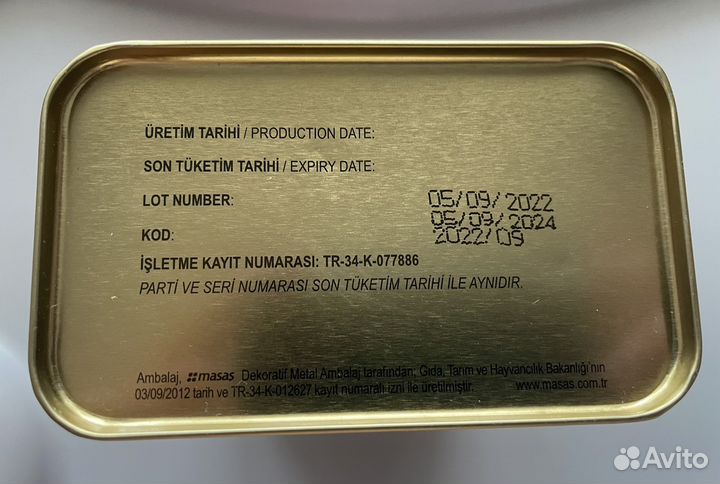 ÜRETİM TARİHİ / PRODUCTION DATE:
SON TÜKETİM TARİHİ / EXPIRY DATE:
LOT NUMBER:
05/09/2022
05/09/2024
KOD:
2022/09
İŞLETME KAYIT NUMARASI: TR-34-K-077886
PARTİ VE SERİ NUMARASI SON TÜKETİM TARİHİ İLE AYNIDIR.
Ambalaj, masas Dekoratif Metal Ambalaj tarafından; Gıda, Tarım ve Hayvancılık Bakanlığı'nın
03/09/2012 tarih ve TR-34-K-012627 kayıt numaralı izni ile üretilmiştir. www.masas.com.tr
Avito